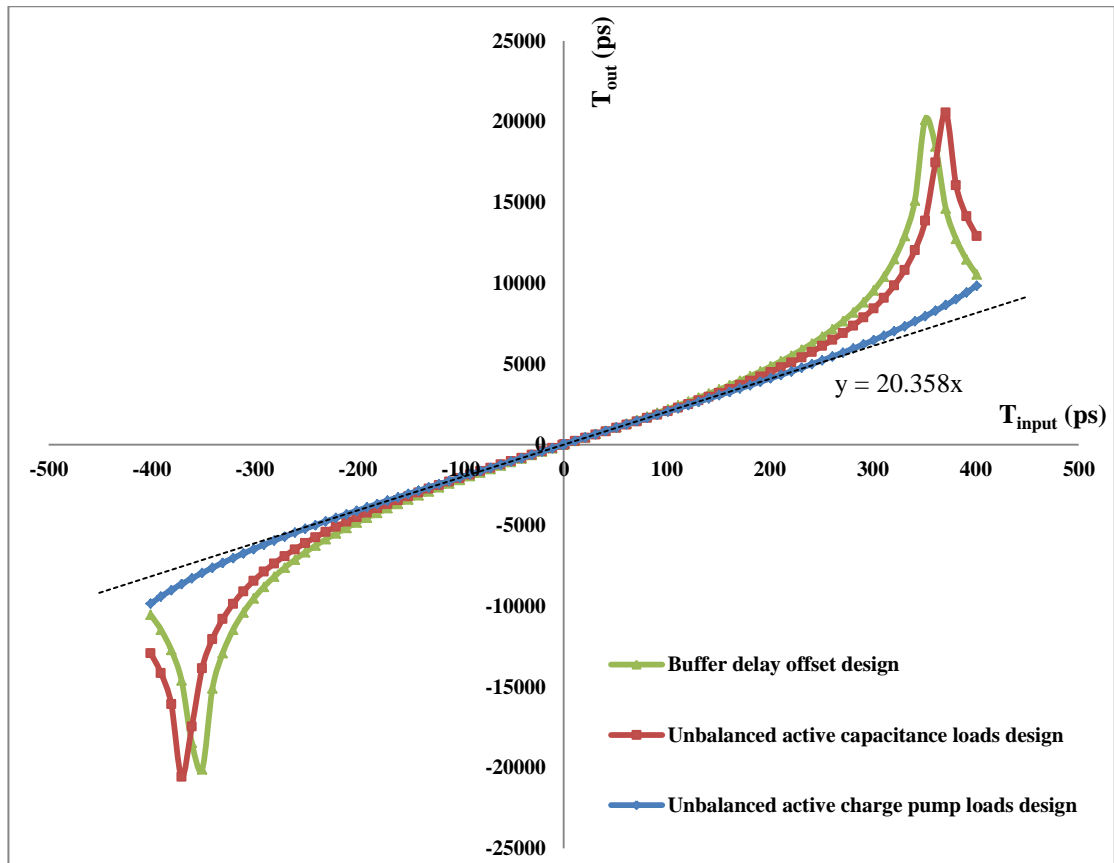 25000
T_out (ps)
20000
15000
10000
5000
y = 20.358x
T_input (ps)
0
-500 -400 -300 -200 -100 0 100 200 300 400 500
-5000
-10000
-15000
-20000
-25000
Buffer delay offset design
Unbalanced active capacitance loads design
Unbalanced active charge pump loads design